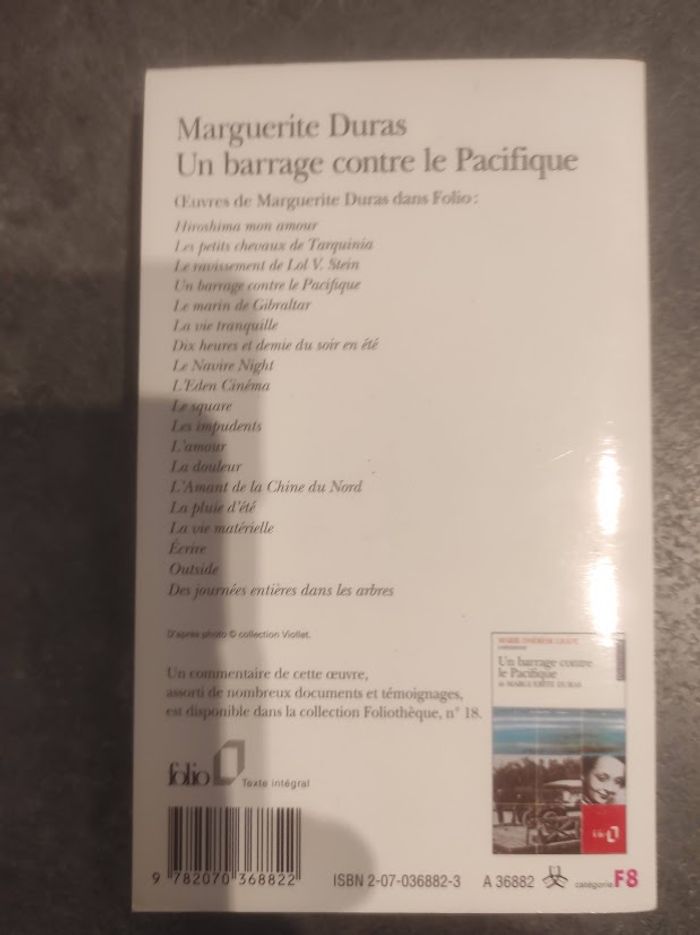 Marguerite Duras
Un barrage contre le Pacifique
Œuvres de Marguerite Duras dans Folio :
Hiroshima mon amour
Les petits chevaux de Tarquinia
Le ravissement de Lol V. Stein
Un barrage contre le Pacifique
Le marin de Gibraltar
La vie tranquille
Dix heures et demie du soir en été
Le Navire Night
L'Eden Cinéma
Le square
Les impudents
L'amour
La douleur
L'Amant de la Chine du Nord
La pluie d'été
La vie matérielle
Écrire
Outside
Des journées entières dans les arbres
D'après photo © collection Viollet.
Un commentaire de cette œuvre,
assorti de nombreux documents et témoignages,
est disponible dans la collection Foliothèque, n° 18.
Un barrage contre
le Pacifique
de MARGUERITE DURAS
folio Texte intégral
9 782070 368822
ISBN 2-07-036882-3 A 36882 catégorie F8